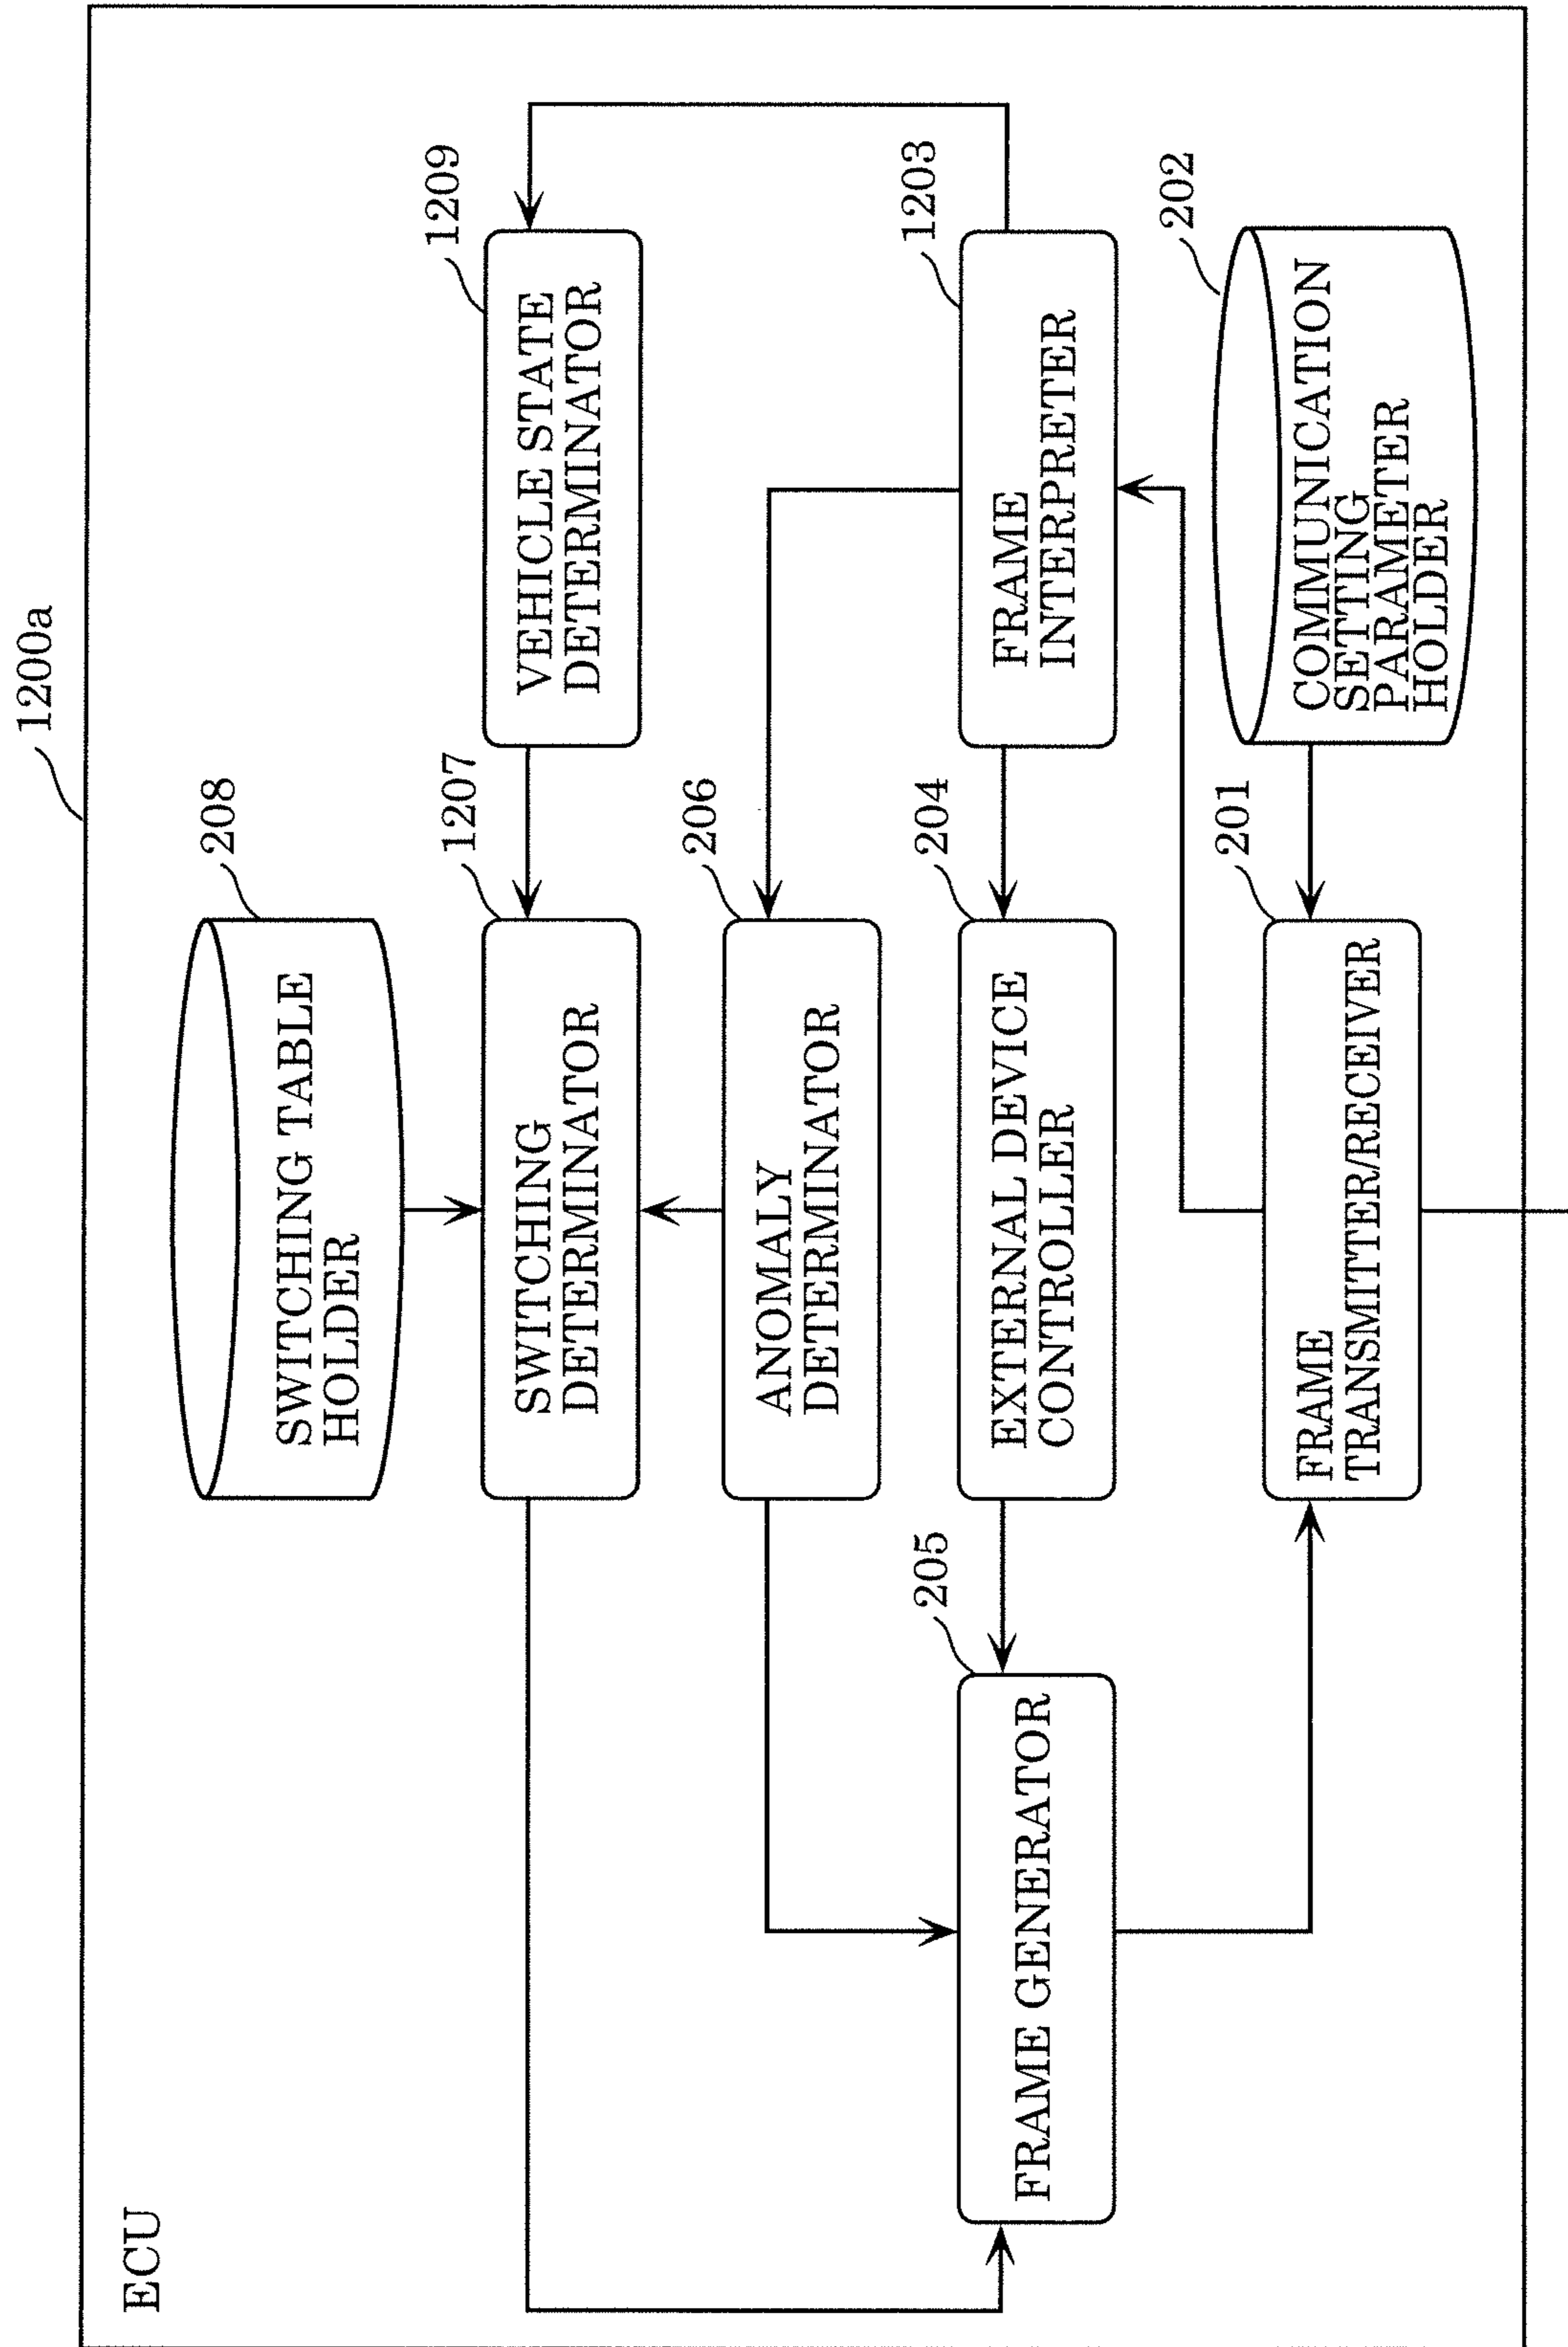 1200a
ECU
208
SWITCHING TABLE
HOLDER
1207
SWITCHING
DETERMINATOR
1209
VEHICLE STATE
DETERMINATOR
206
ANOMALY
DETERMINATOR
205
FRAME GENERATOR
204
EXTERNAL DEVICE
CONTROLLER
1203
FRAME
INTERPRETER
201
FRAME
TRANSMITTER/RECEIVER
202
COMMUNICATION
SETTING
PARAMETER
HOLDER